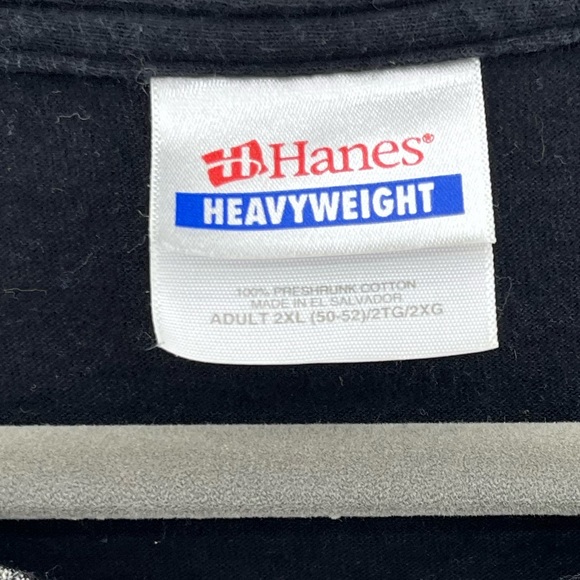 Hanes®
HEAVYWEIGHT
100% PRESHRUNK COTTON
MADE IN EL SALVADOR
ADULT 2XL (50-52)/2TG/2XG